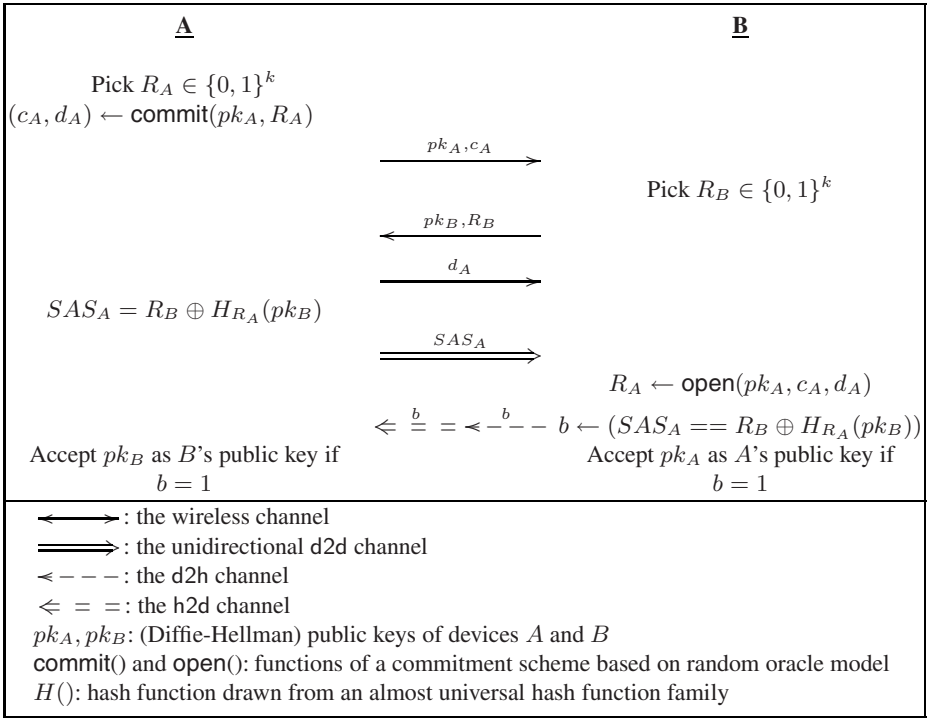 A B
Pick R_A ∈ {0, 1}^k
(c_A, d_A) ← commit(pk_A, R_A)
pk_A, c_A
Pick R_B ∈ {0, 1}^k
pk_B, R_B
d_A
SAS_A = R_B ⊕ H_{R_A}(pk_B)
SAS_A
R_A ← open(pk_A, c_A, d_A)
b b b ← (SAS_A == R_B ⊕ H_{R_A}(pk_B))
Accept pk_B as B's public key if Accept pk_A as A's public key if
b = 1 b = 1
: the wireless channel
: the unidirectional d2d channel
: the d2h channel
: the h2d channel
pk_A, pk_B: (Diffie-Hellman) public keys of devices A and B
commit() and open(): functions of a commitment scheme based on random oracle model
H(): hash function drawn from an almost universal hash function family